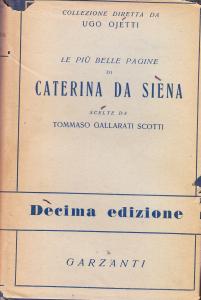 COLLEZIONE DIRETTA DA
UGO OJETTI
LE PIÙ BELLE PAGINE
DI
CATERINA DA SIÈNA
SCELTE DA
TOMMASO GALLARATI SCOTTI
Dècima edizione
GARZANTI